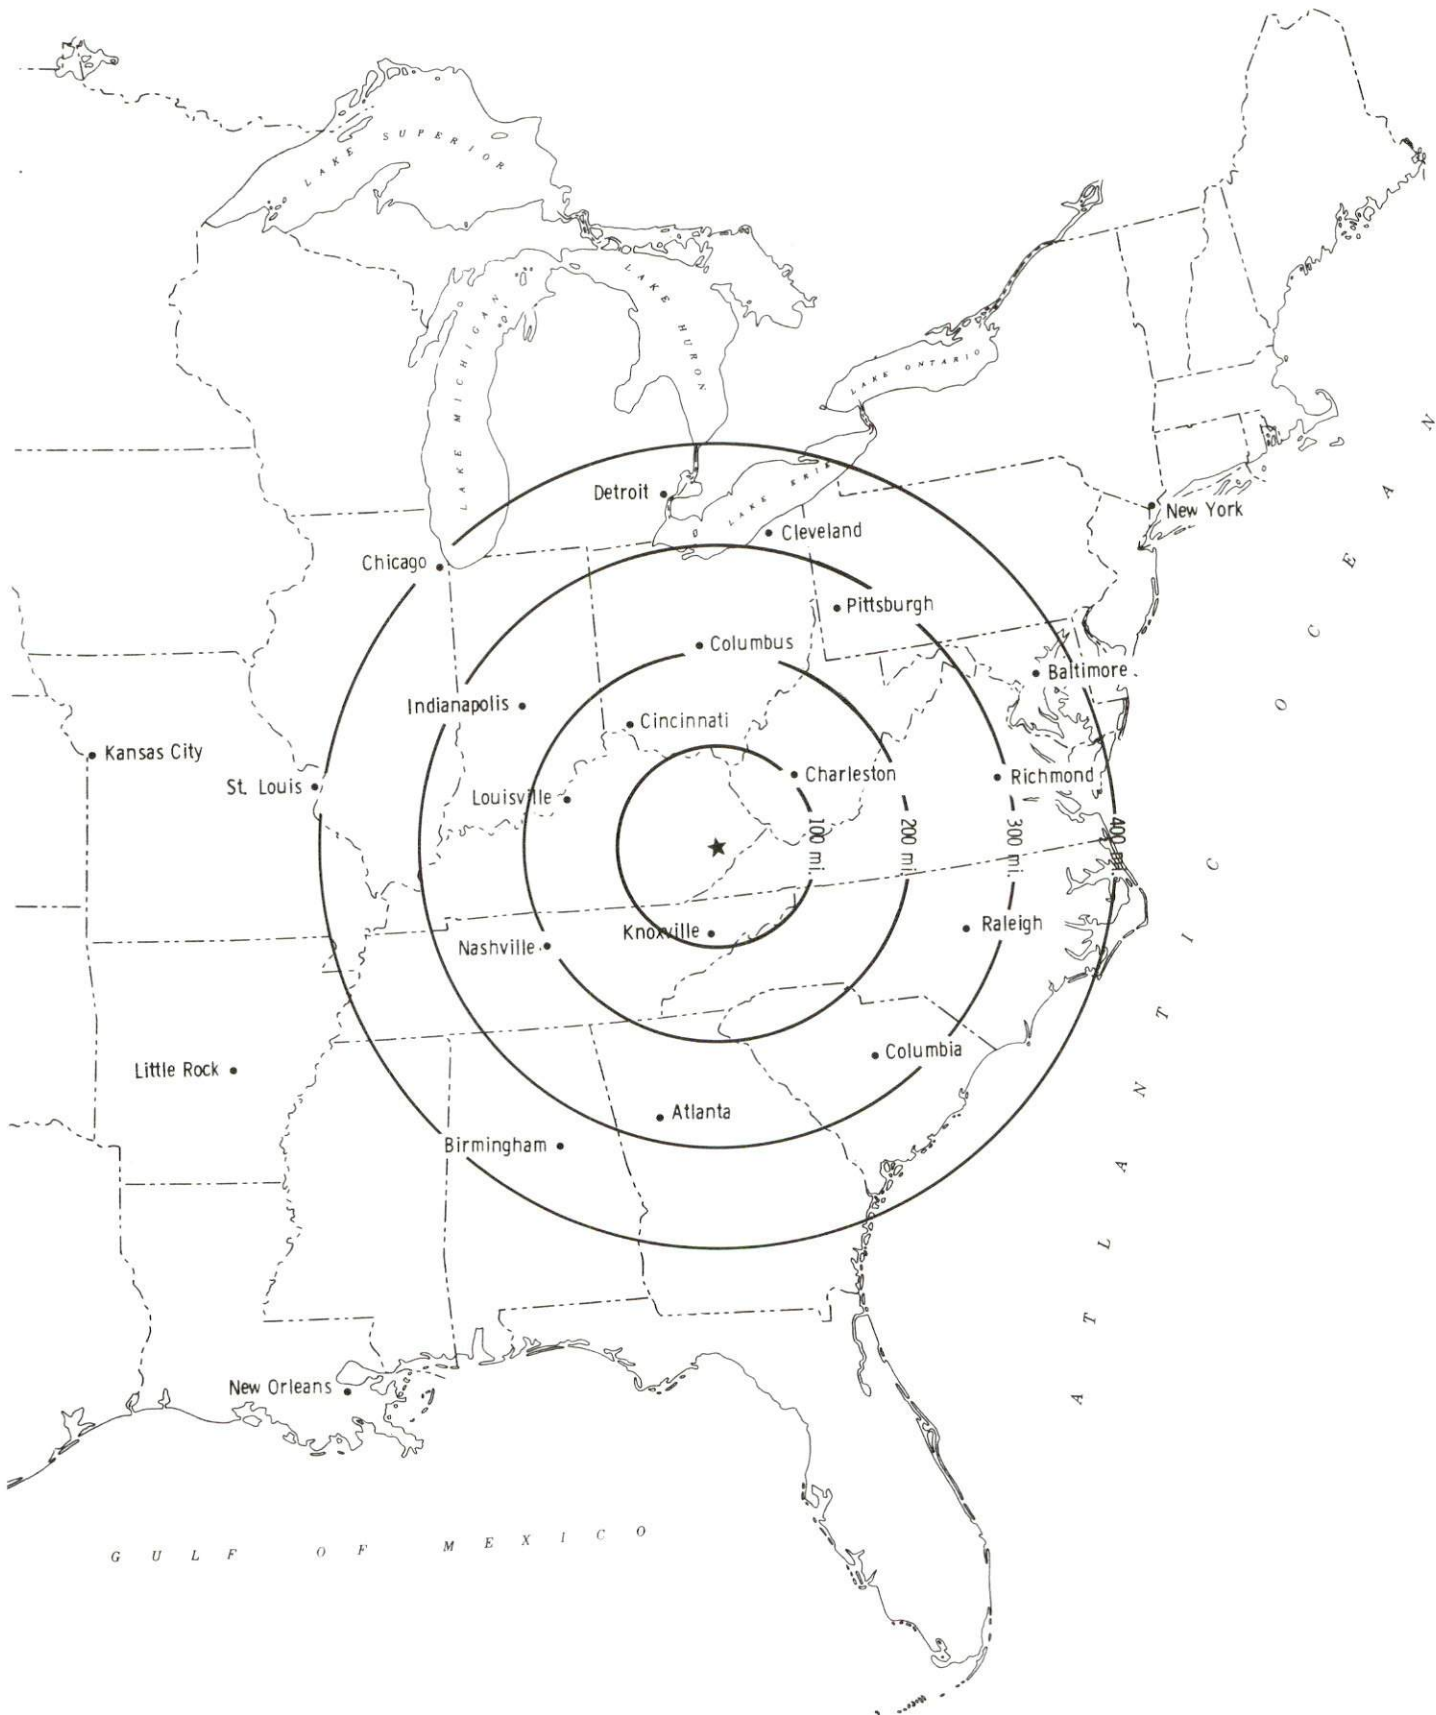 LAKE SUPERIOR
LAKE HURON
LAKE MICHIGAN
LAKE ONTARIO
LAKE ERIE
Detroit
New York
Cleveland
Chicago
Pittsburgh
Columbus
Baltimore
Indianapolis
Cincinnati
Kansas City
Charleston
Richmond
St. Louis
Louisville
100 mi.
200 mi.
300 mi.
400 mi.
Knoxville
Raleigh
Nashville
Columbia
Little Rock
Atlanta
Birmingham
New Orleans
ATLANTIC OCEAN
GULF OF MEXICO